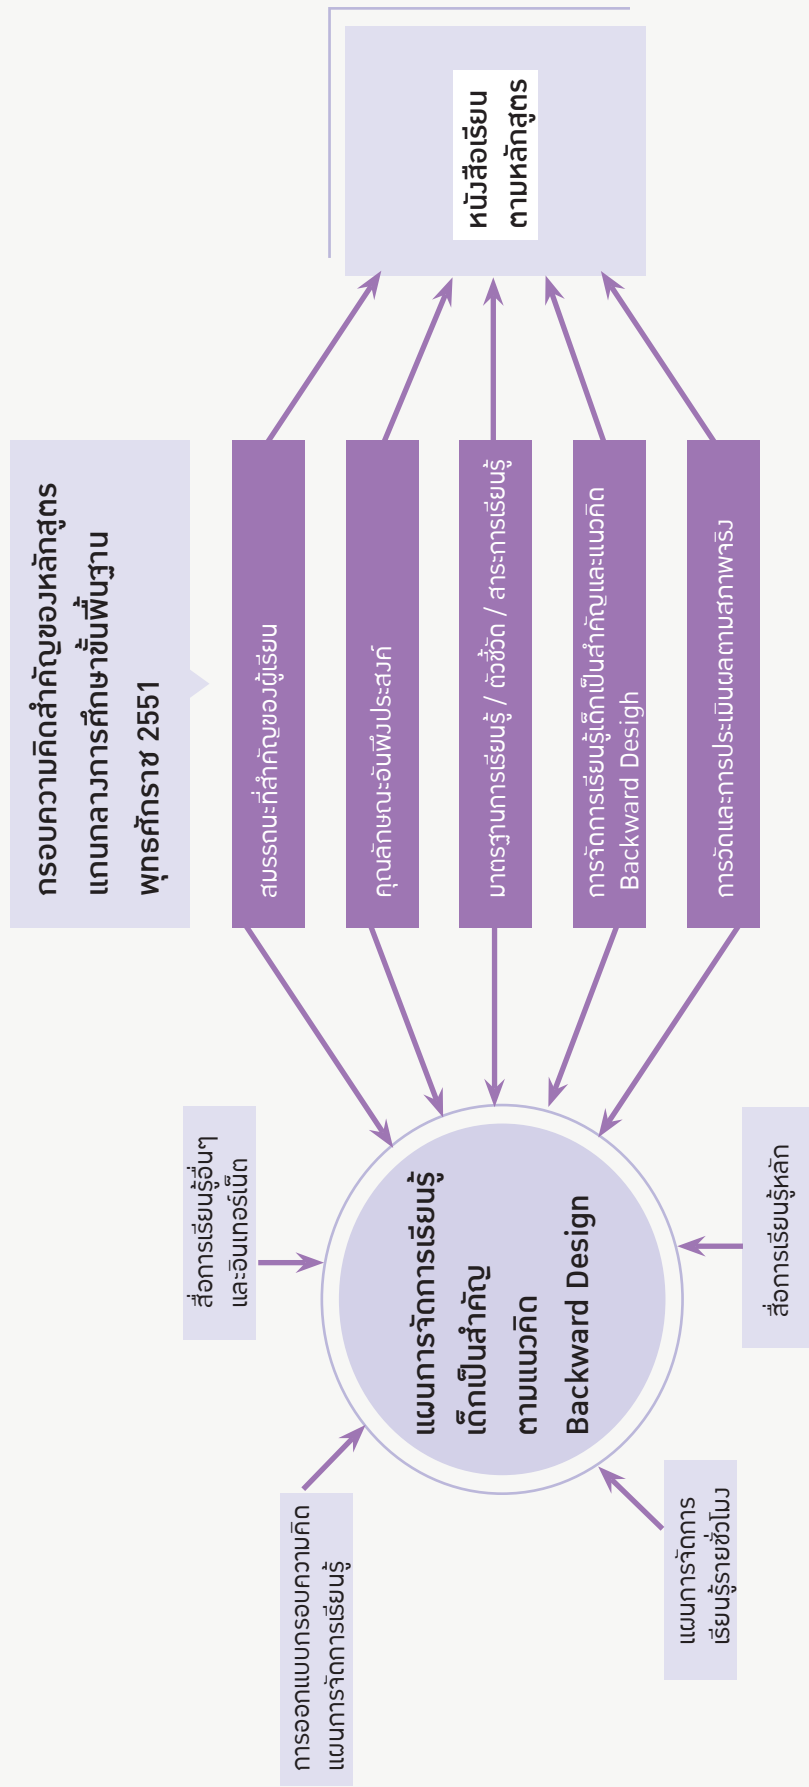 กรอบความคิดสำคัญของหลักสูตร
แกนกลางการศึกษาขั้นพื้นฐาน
พุทธศักราช 2551
การออกแบบกรอบความคิด
แผนการจัดการเรียนรู้
สื่อการเรียนรู้อื่นๆ
และอินเทอร์เน็ต
แผนการจัดการเรียนรู้
เด็กเป็นสำคัญ
ตามแนวคิด
Backward Design
แผนการจัดการ
เรียนรู้รายชั่วโมง
สื่อการเรียนรู้หลัก
สมรรถนะที่สำคัญของผู้เรียน
คุณลักษณะอันพึงประสงค์
มาตรฐานการเรียนรู้ / ตัวชี้วัด / สาระการเรียนรู้
การจัดการเรียนรู้เด็กเป็นสำคัญและแนวคิด
Backward Desigh
การวัดและการประเมินผลตามสภาพจริง
หนังสือเรียน
ตามหลักสูตร